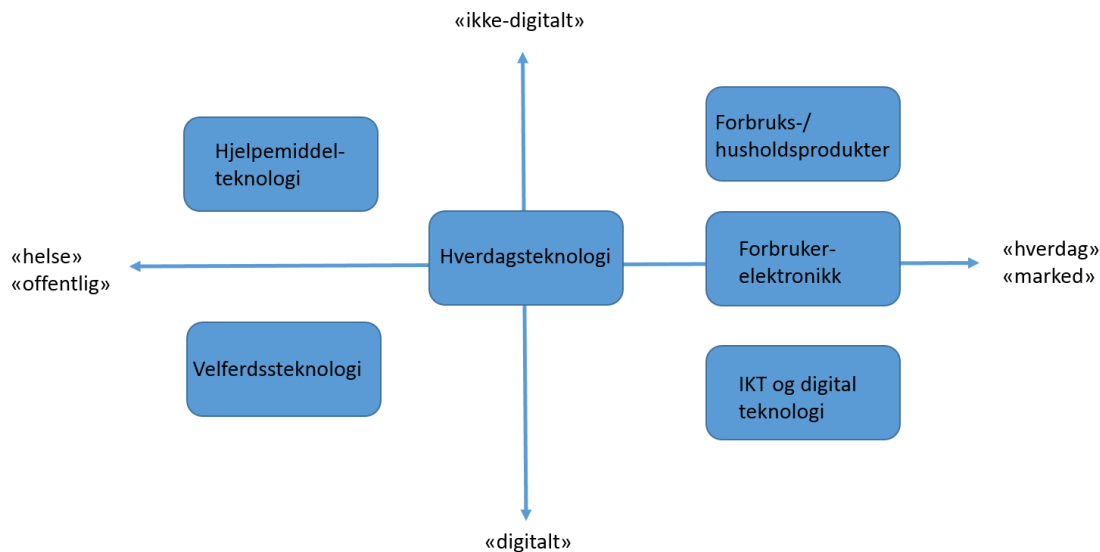 «ikke-digitalt»
Hjelpemiddel-
teknologi
Forbruks-/
husholdsprodukter
«helse»
«offentlig»
Hverdagsteknologi
Forbruker-
elektronikk
«hverdag»
«marked»
Velferdssteknologi
IKT og digital
teknologi
«digitalt»